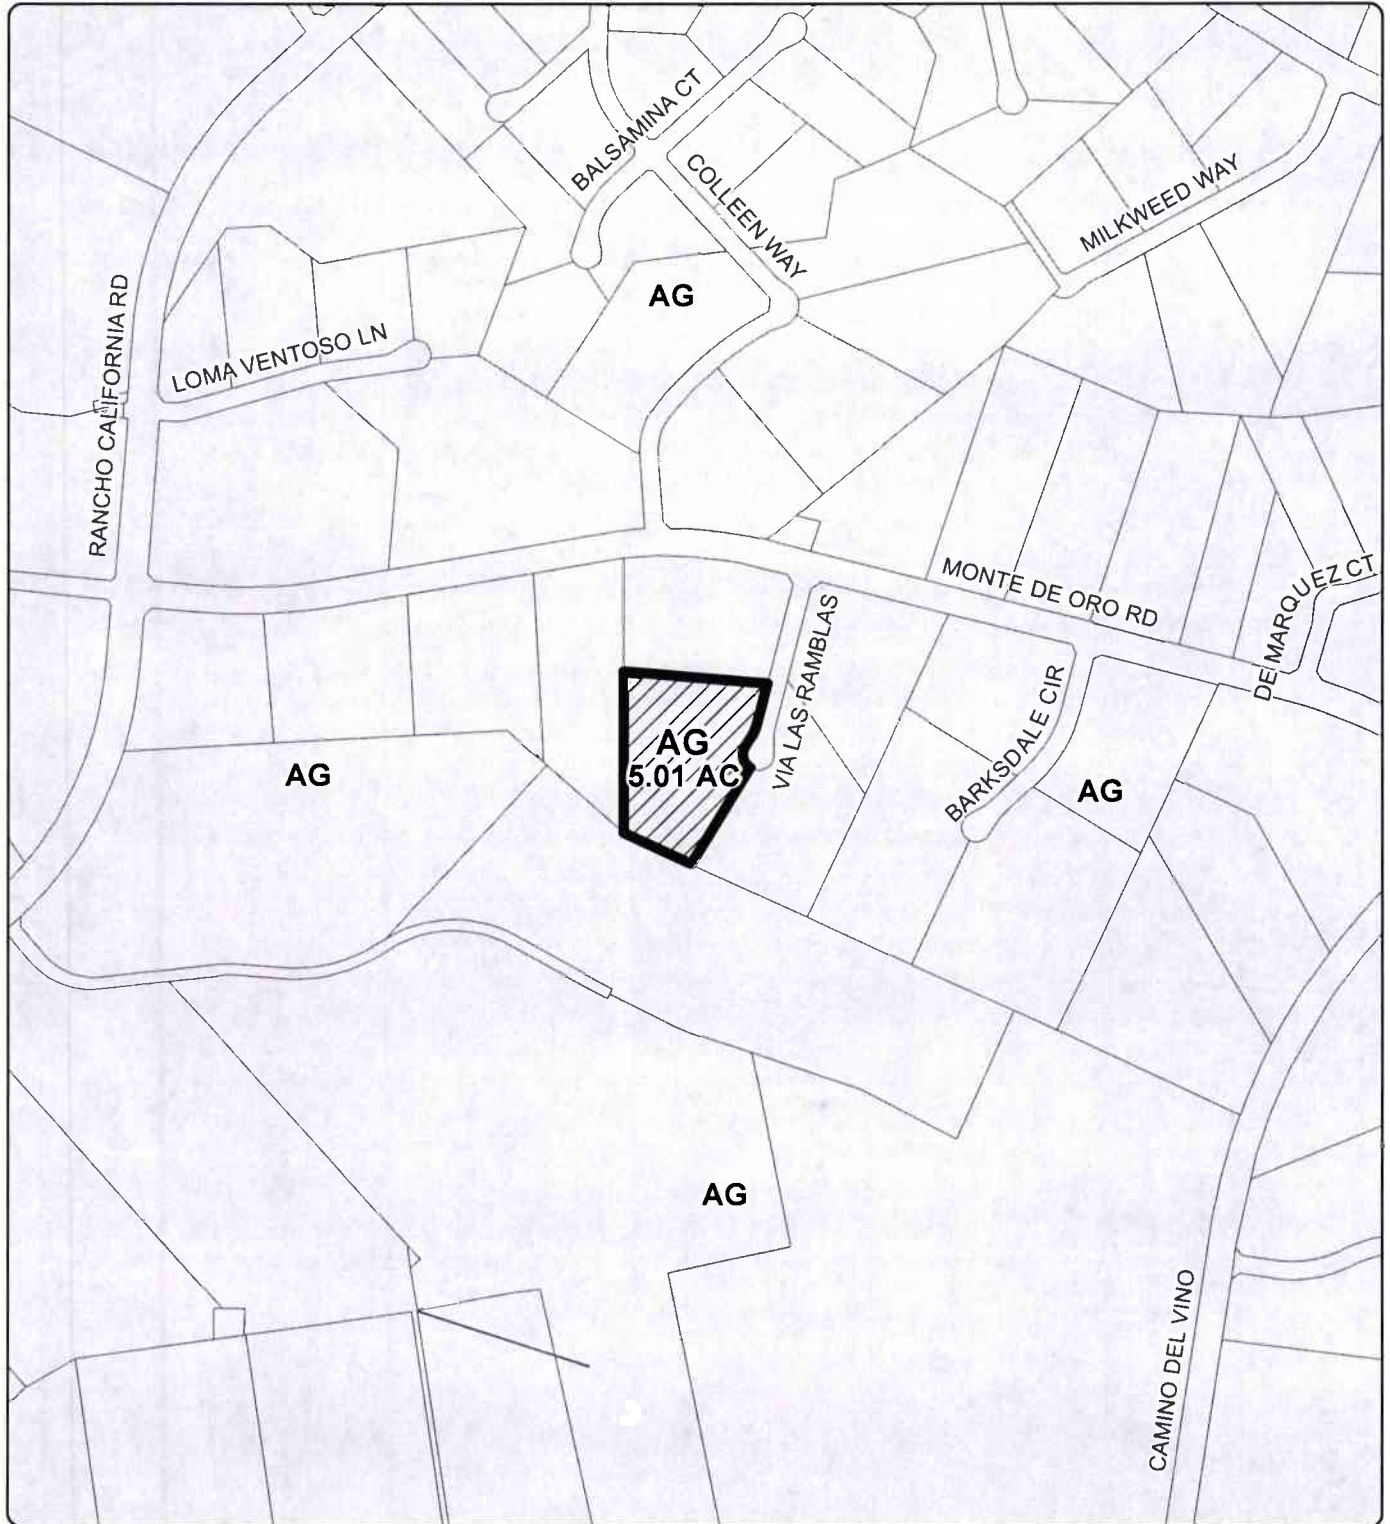 BALSAMINA CT
COLLEEN WAY
MILKWEED WAY
RANCHO CALIFORNIA RD
AG
LOMA VENTOSO LN
MONTE DE ORO RD
DE MARQUEZ CT
VIA LAS RAMBLAS
BARKSDALE CIR
AG
5.01 AC
AG
AG
AG
CAMINO DEL VINO